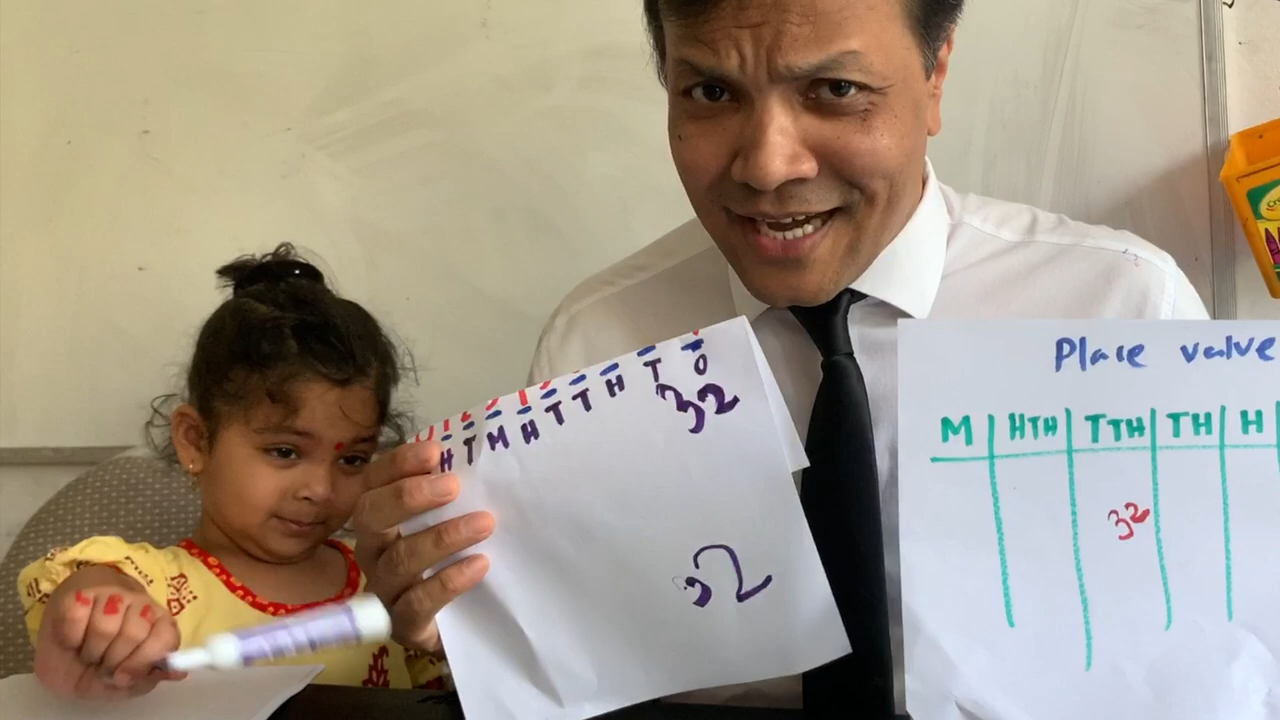 H T M H T T H T O
32
32
Place value
M HTH TTH TH H
32